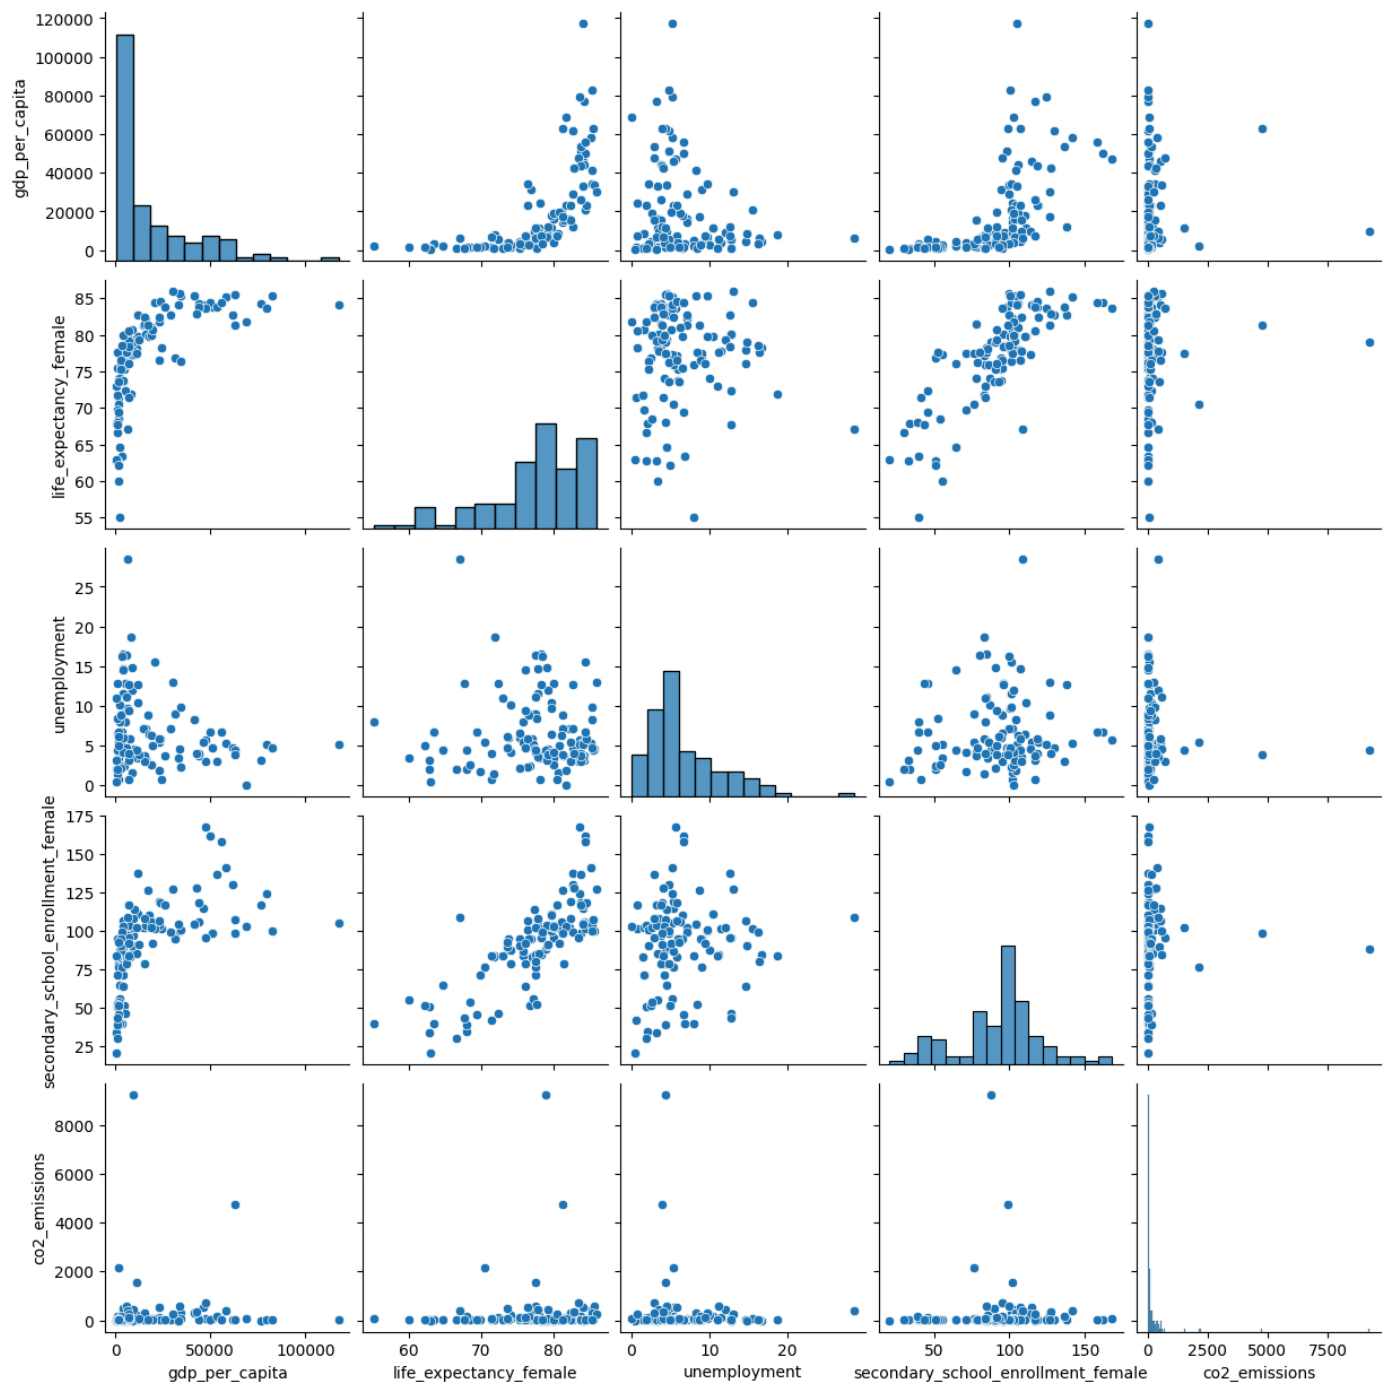 120000
100000
80000
60000
40000
20000
0
gdp_per_capita
85
80
75
70
65
60
55
life_expectancy_female
25
20
15
10
5
0
unemployment
175
150
125
100
75
50
25
secondary_school_enrollment_female
8000
6000
4000
2000
0
co2_emissions
0 50000 100000
60 70 80
0 10 20
50 100 150
0 2500 5000 7500
gdp_per_capita
life_expectancy_female
unemployment
secondary_school_enrollment_female
co2_emissions